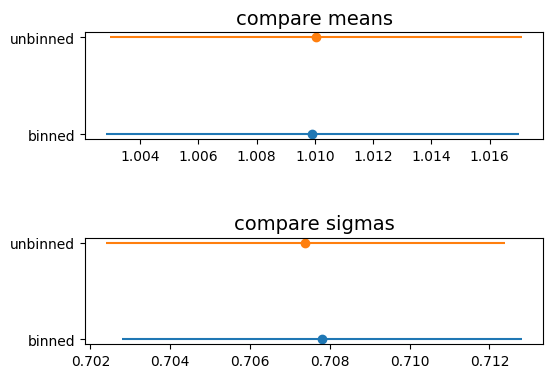 compare means
unbinned
binned
1.004 1.006 1.008 1.010 1.012 1.014 1.016
compare sigmas
unbinned
binned
0.702 0.704 0.706 0.708 0.710 0.712